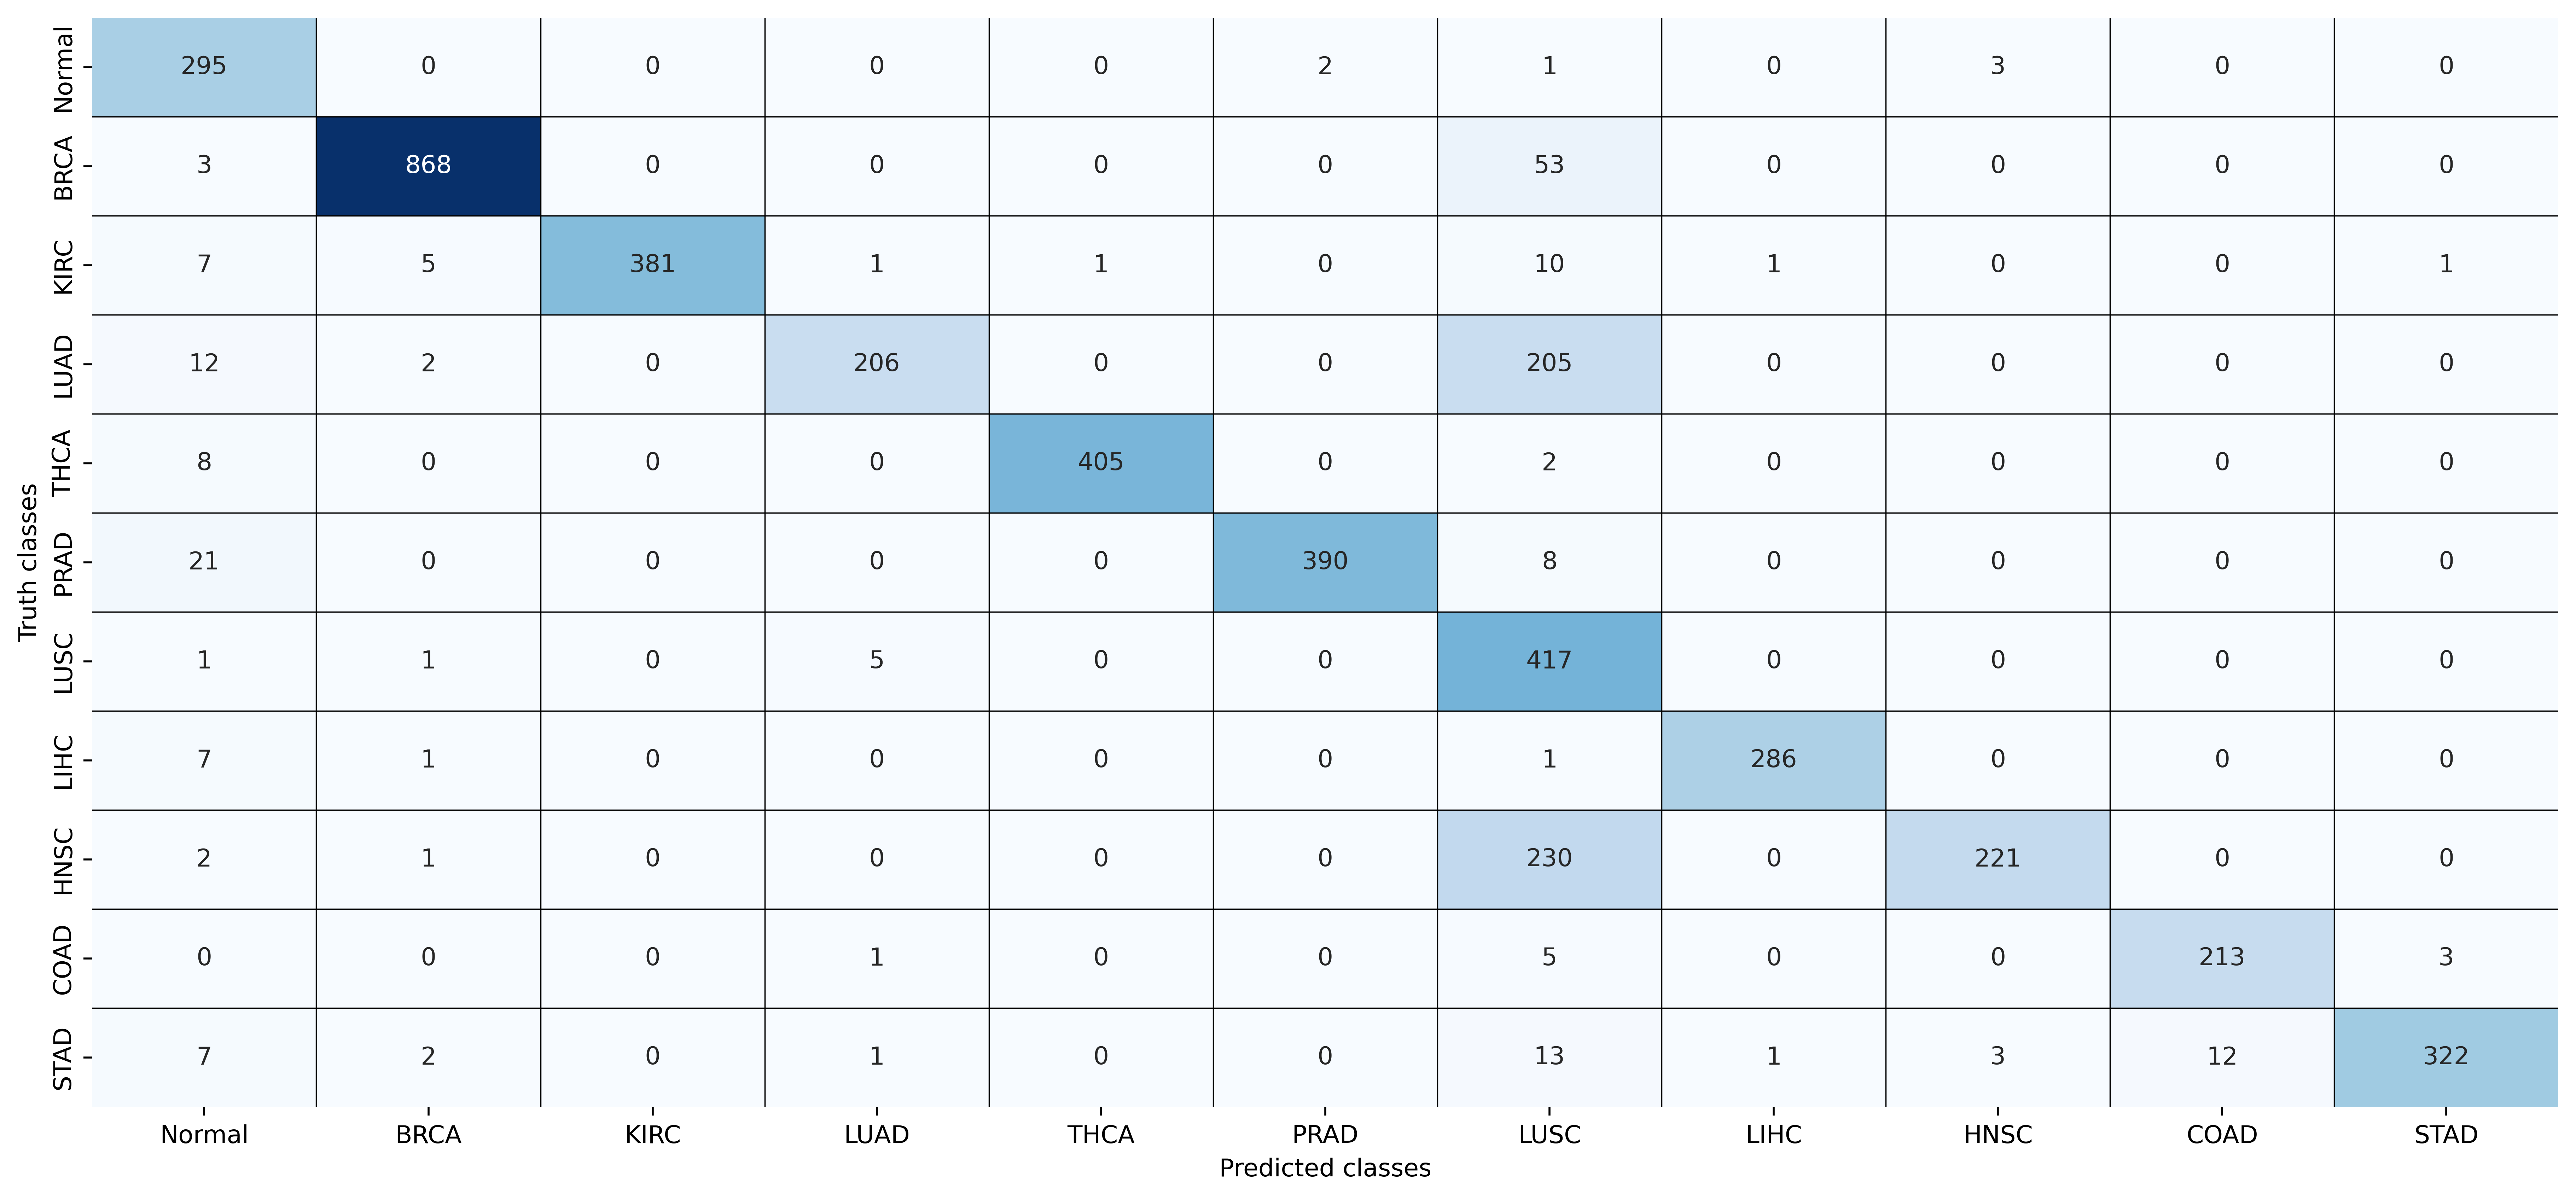 Truth classes
Normal 295 0 0 0 0 2 1 0 3 0 0
BRCA 3 868 0 0 0 0 53 0 0 0 0
KIRC 7 5 381 1 1 0 10 1 0 0 1
LUAD 12 2 0 206 0 0 205 0 0 0 0
THCA 8 0 0 0 405 0 2 0 0 0 0
PRAD 21 0 0 0 0 390 8 0 0 0 0
LUSC 1 1 0 5 0 0 417 0 0 0 0
LIHC 7 1 0 0 0 0 1 286 0 0 0
HNSC 2 1 0 0 0 0 230 0 221 0 0
COAD 0 0 0 1 0 0 5 0 0 213 3
STAD 7 2 0 1 0 0 13 1 3 12 322
Normal BRCA KIRC LUAD THCA PRAD LUSC LIHC HNSC COAD STAD
Predicted classes